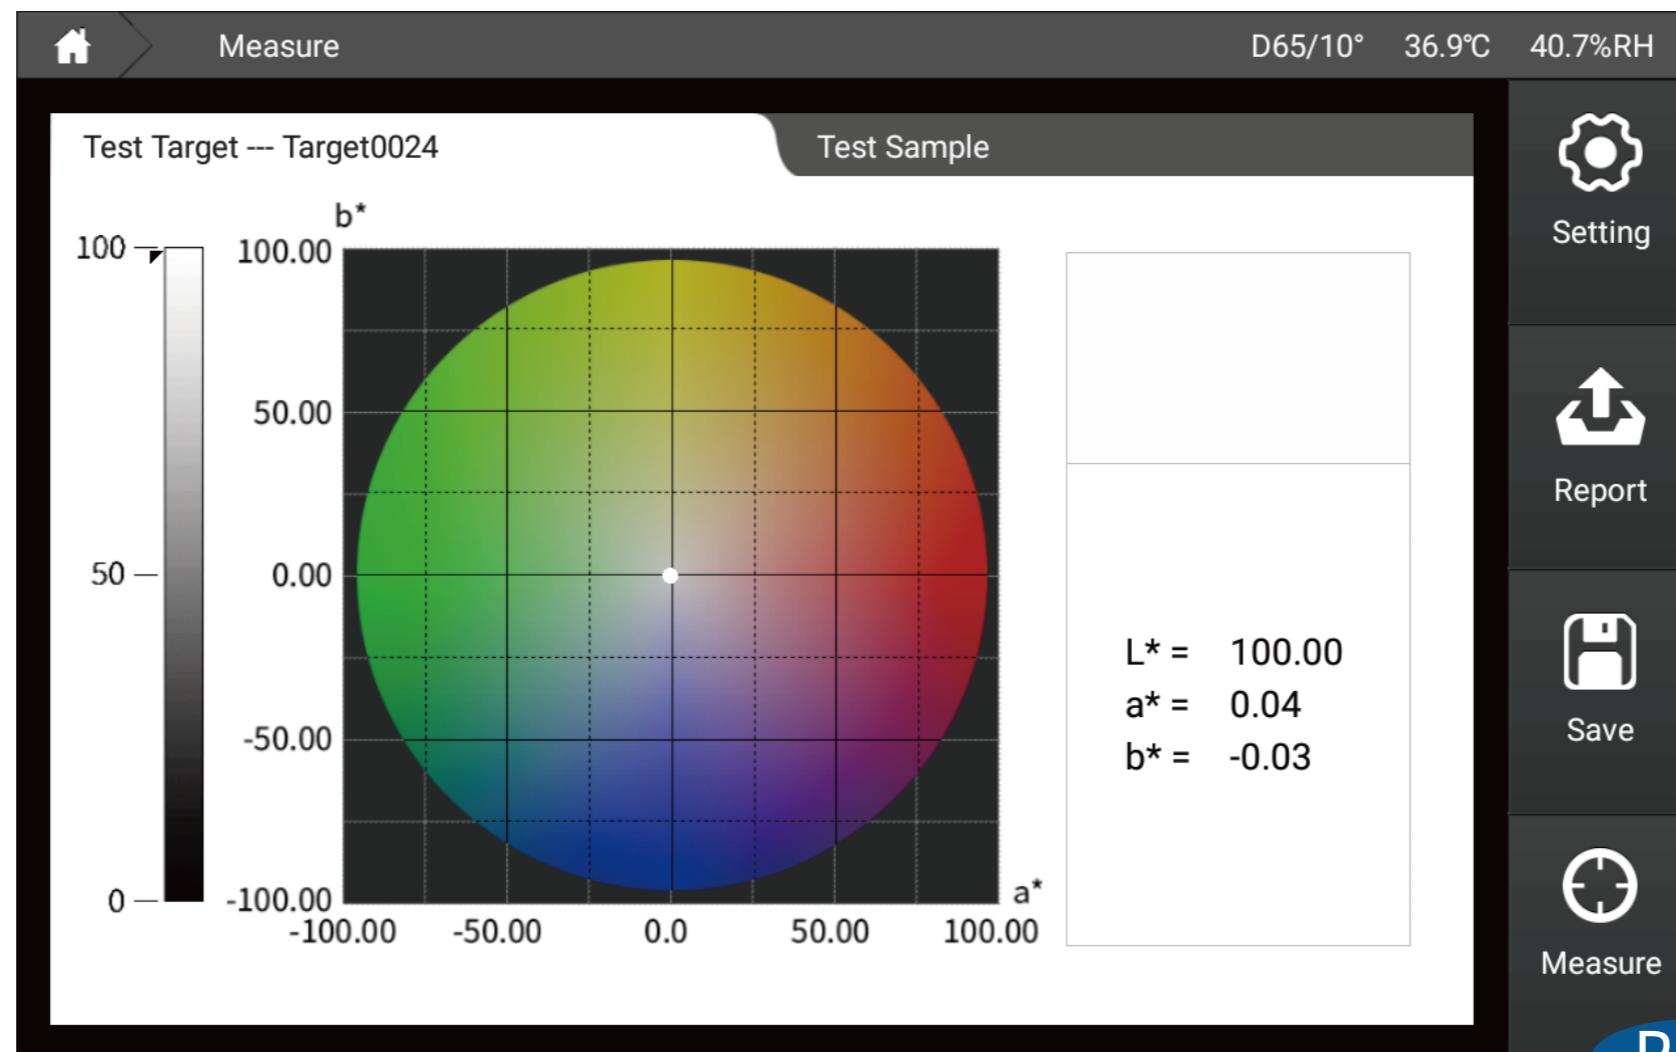 Measure D65/10° 36.9℃ 40.7%RH
Test Target --- Target0024
Test Sample
b*
100
50
0
100.00
50.00
0.00
-50.00
-100.00
-100.00 -50.00 0.0 50.00 100.00
a*
L* = 100.00
a* = 0.04
b* = -0.03
Setting
Report
Save
Measure